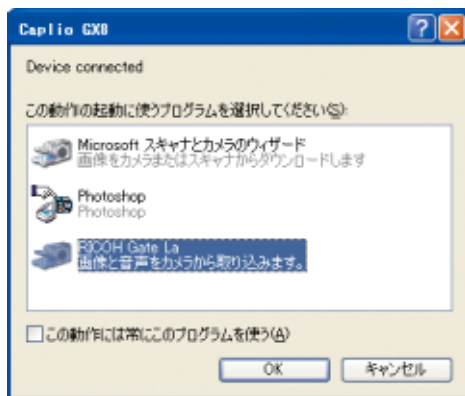 Caplio GX8
Device connected
この動作の起動に使うプログラムを選択してください(S):
Microsoft スキャナとカメラのウィザード
画像をカメラまたはスキャナからダウンロードします
Photoshop
Photoshop
RICOH Gate La
画像と音声をカメラから取り込みます。
この動作には常にこのプログラムを使う(A)
OK
キャンセル